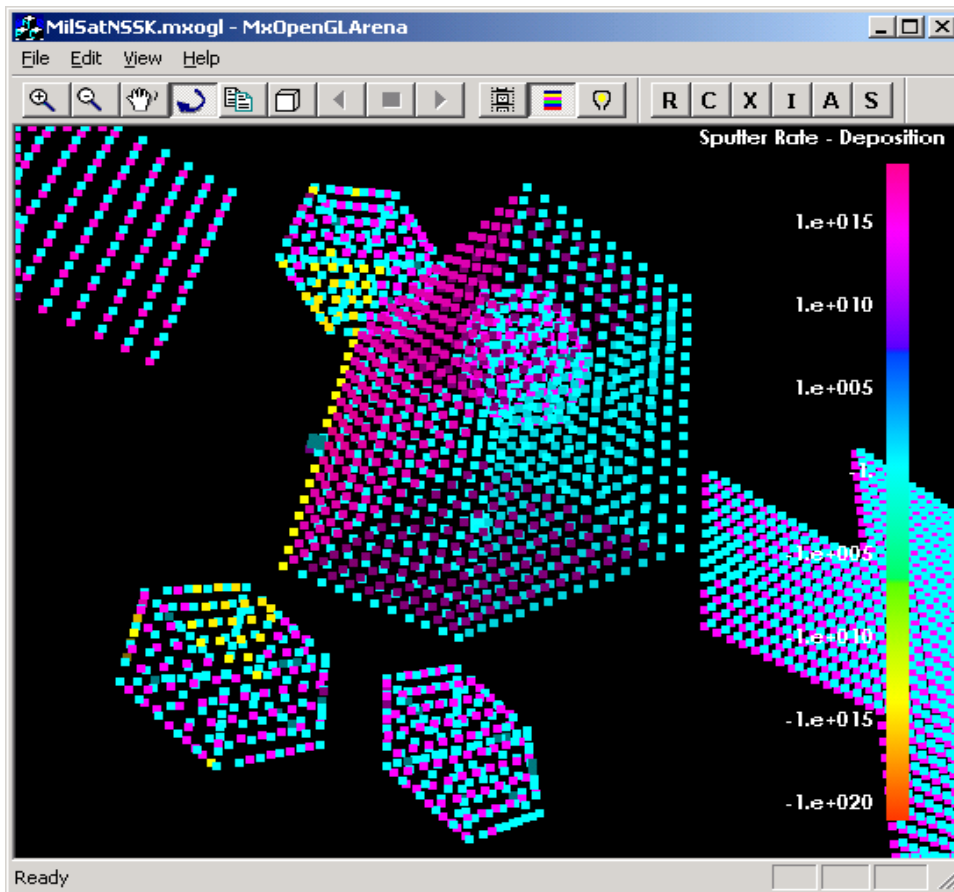 MilSatNSSK.mxogl - MxOpenGLArena
File Edit View Help
R C X I A S
Sputter Rate - Deposition
1.e+015
1.e+010
1.e+005
-1.
-1.e+005
-1.e+010
-1.e+015
-1.e+020
Ready